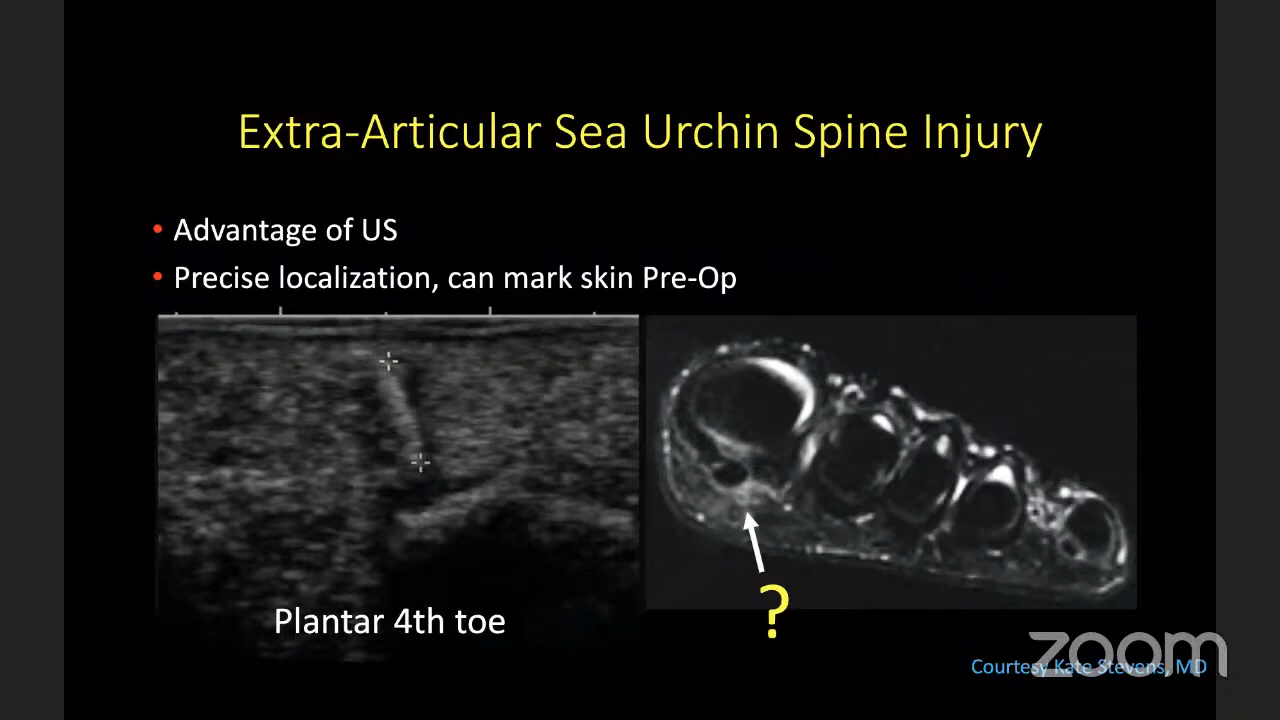 Extra-Articular Sea Urchin Spine Injury
• Advantage of US
• Precise localization, can mark skin Pre-Op
Plantar 4th toe
?
Courtesy Kate Stevens, MD
zoom